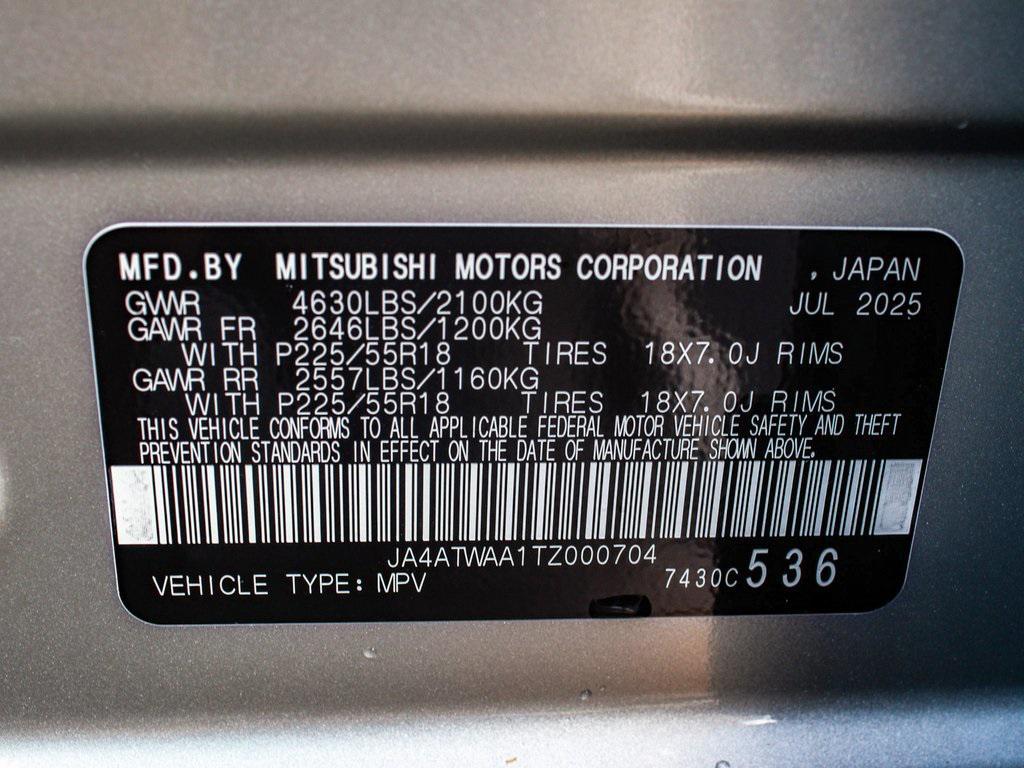 MFD.BY MITSUBISHI MOTORS CORPORATION , JAPAN
GVWR 4630LBS/2100KG JUL 2025
GAWR FR 2646LBS/1200KG
WITH P225/55R18 TIRES 18X7.0J RIMS
GAWR RR 2557LBS/1160KG
WITH P225/55R18 TIRES 18X7.0J RIMS
THIS VEHICLE CONFORMS TO ALL APPLICABLE FEDERAL MOTOR VEHICLE SAFETY AND THEFT
PREVENTION STANDARDS IN EFFECT ON THE DATE OF MANUFACTURE SHOWN ABOVE.
JA4ATWAA1TZ000704
VEHICLE TYPE: MPV 7430C 536